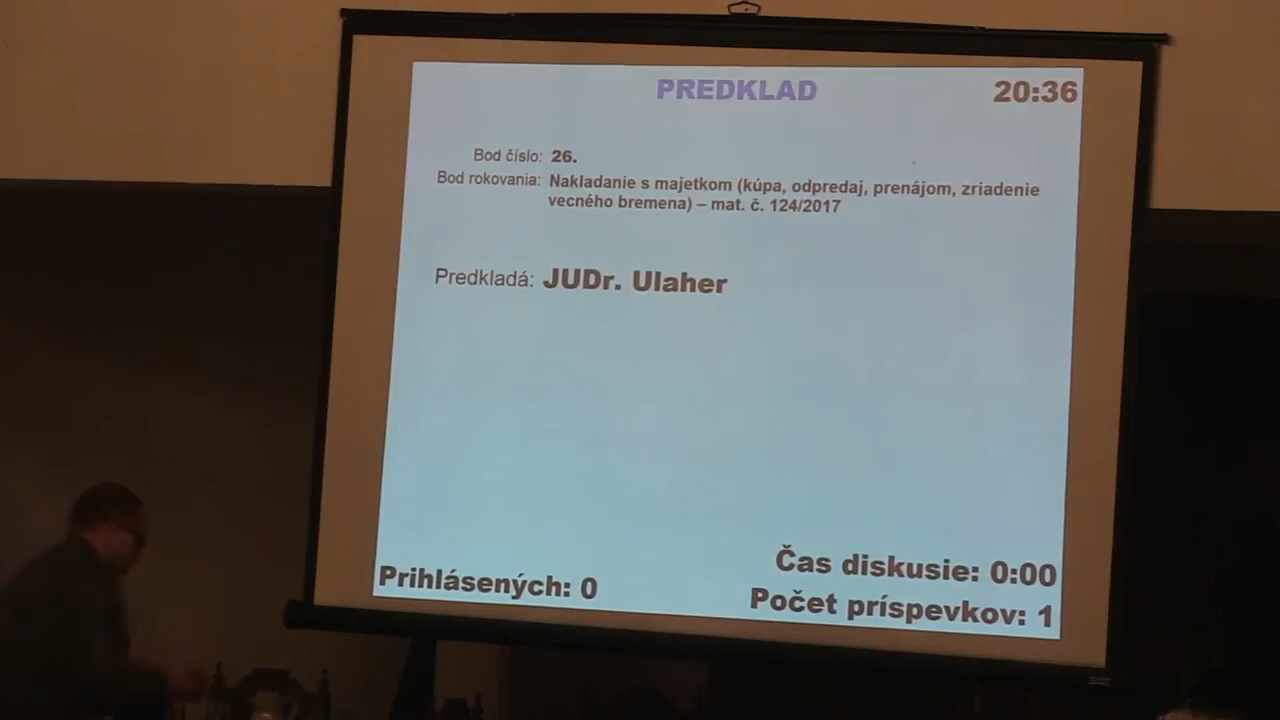 PREDKLAD
20:36
Bod číslo: 26.
Bod rokovania: Nakladanie s majetkom (kúpa, odpredaj, prenájom, zriadenie
vecného bremena) – mat. č. 124/2017
Predkladá: JUDr. Ulaher
Čas diskusie: 0:00
Prihlásených: 0
Počet príspevkov: 1